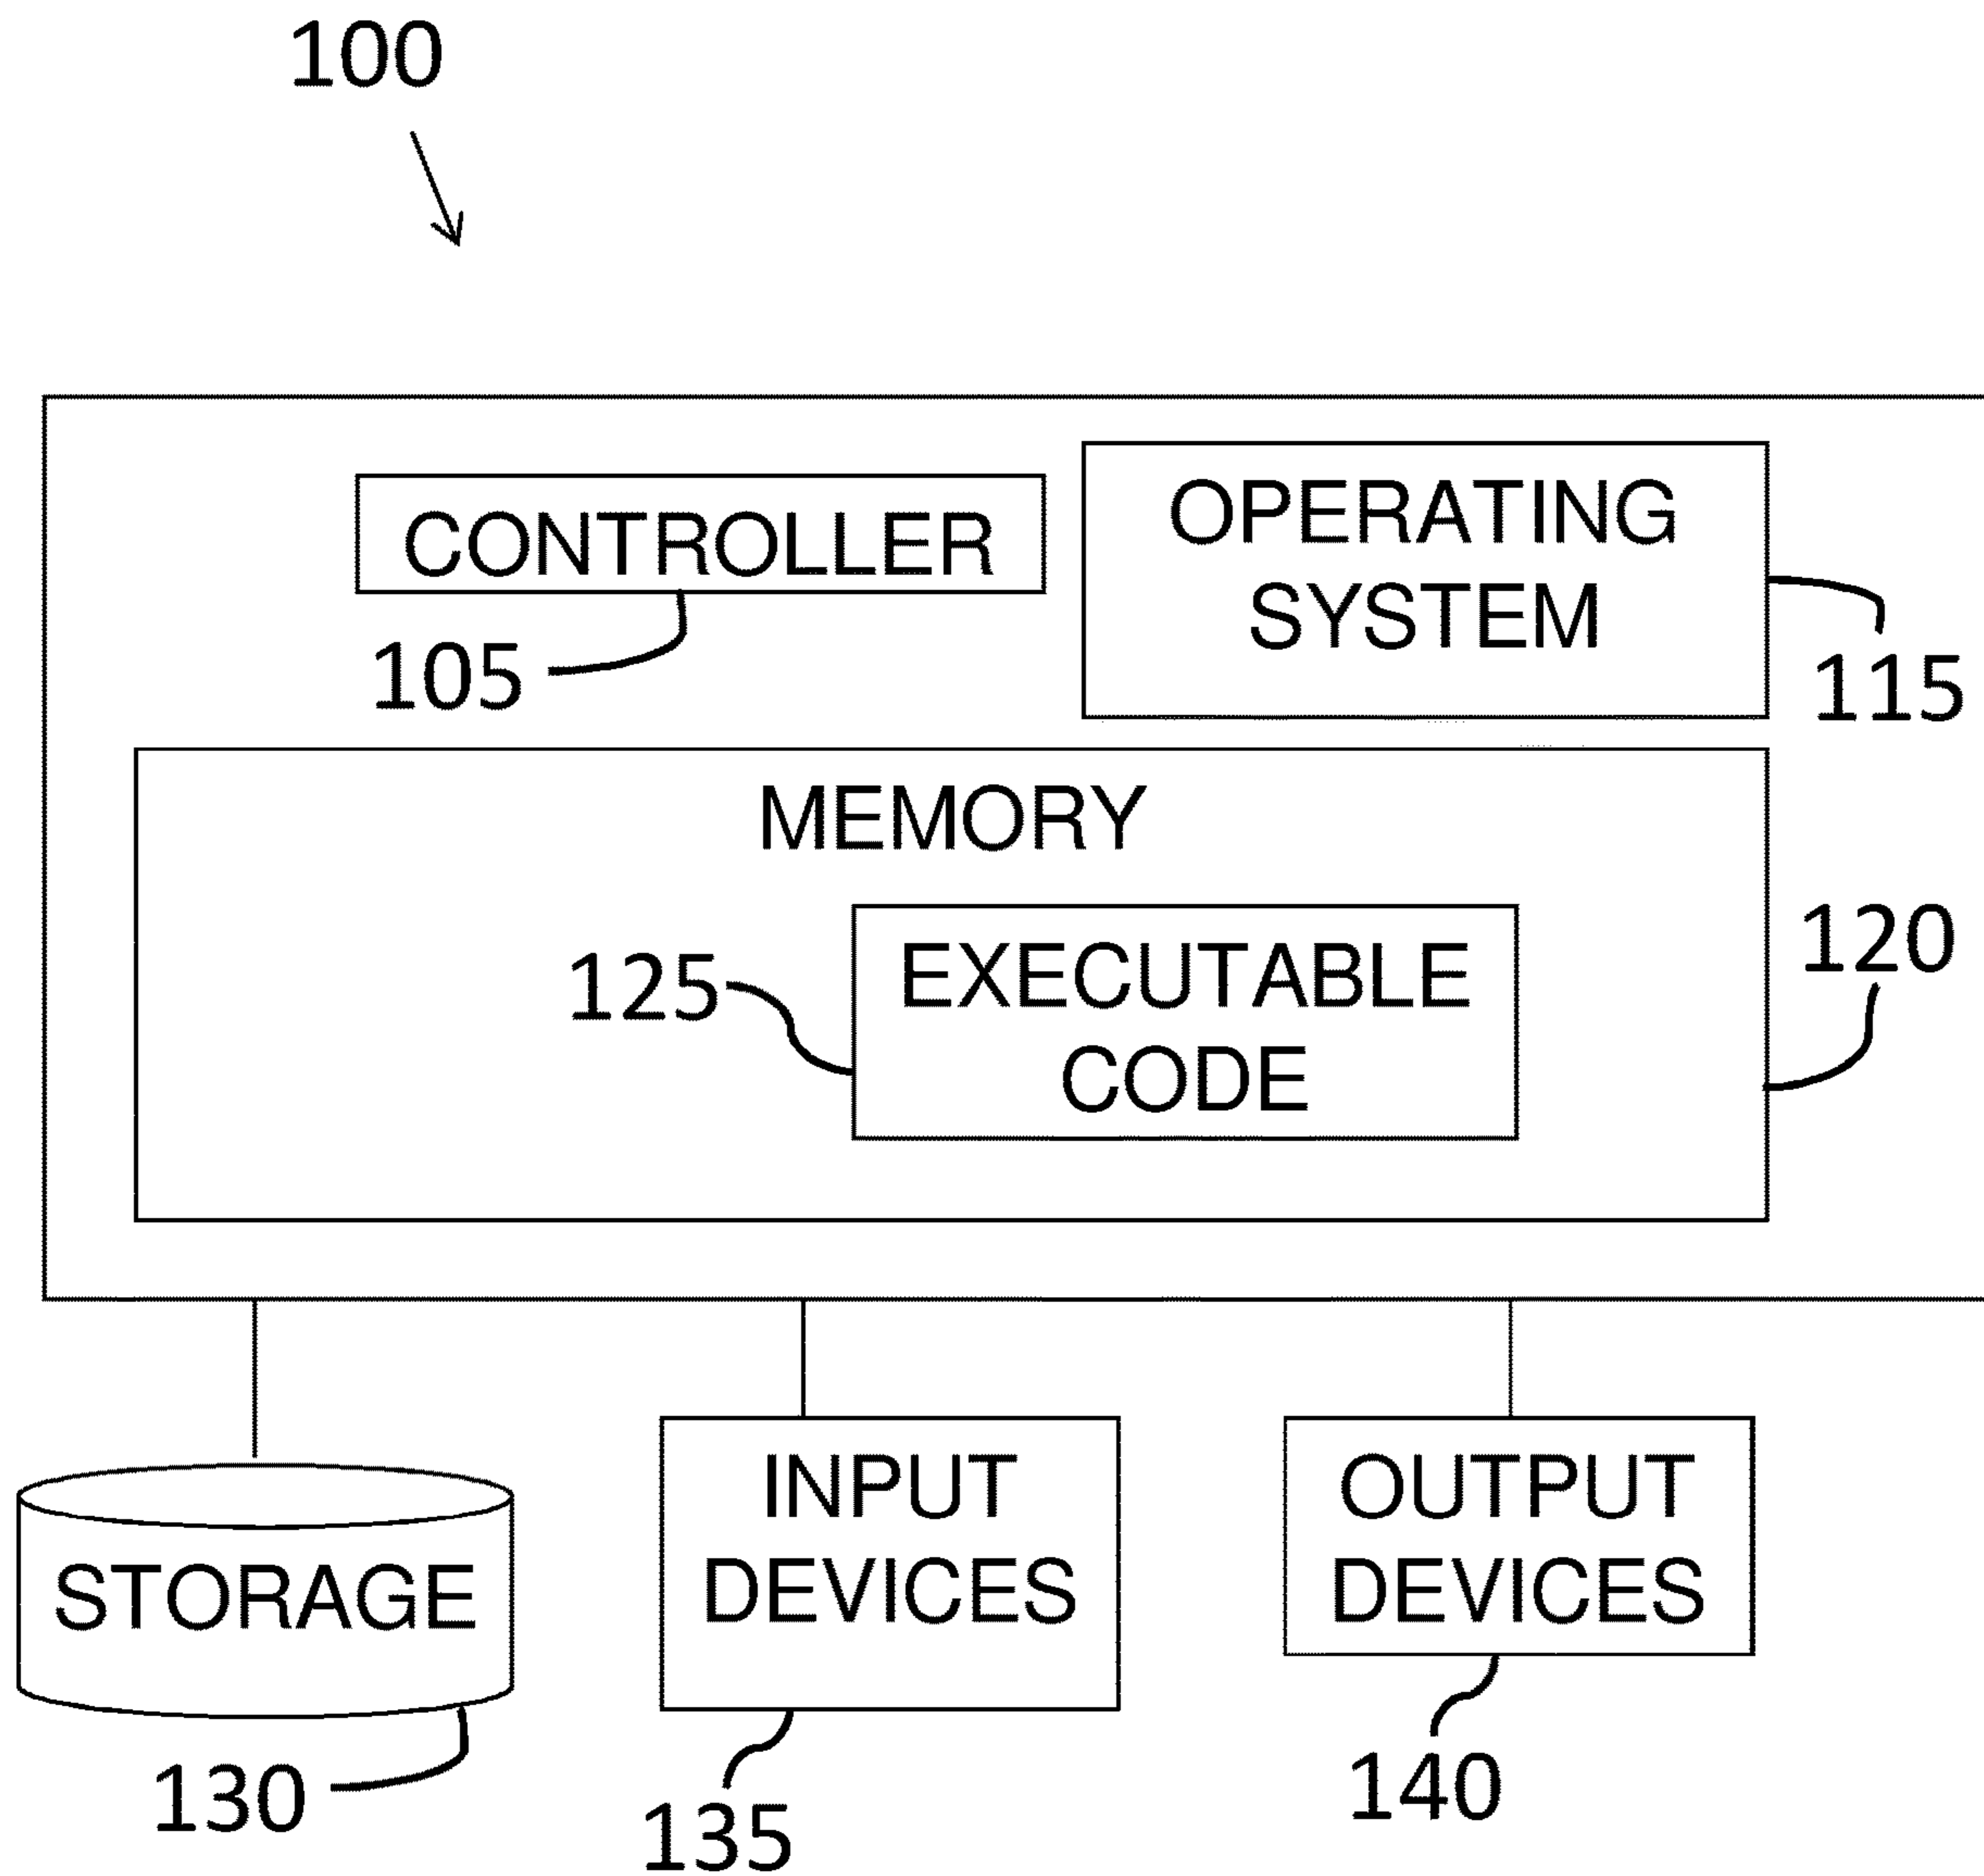 100
CONTROLLER
105
OPERATING
SYSTEM
115
MEMORY
120
125
EXECUTABLE
CODE
STORAGE
130
INPUT
DEVICES
135
OUTPUT
DEVICES
140